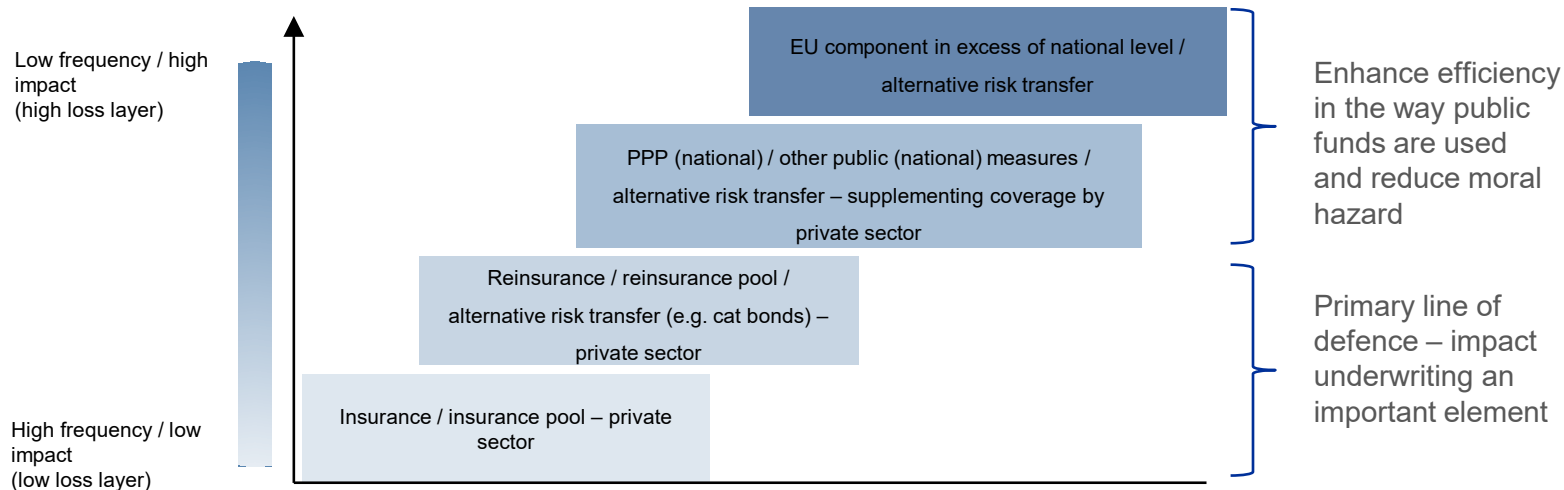 Low frequency / high
impact
(high loss layer)
EU component in excess of national level /
alternative risk transfer
Enhance efficiency
in the way public
funds are used
and reduce moral
hazard
PPP (national) / other public (national) measures /
alternative risk transfer – supplementing coverage by
private sector
Reinsurance / reinsurance pool /
alternative risk transfer (e.g. cat bonds) –
private sector
Primary line of
defence – impact
underwriting an
important element
Insurance / insurance pool – private
sector
High frequency / low
impact
(low loss layer)